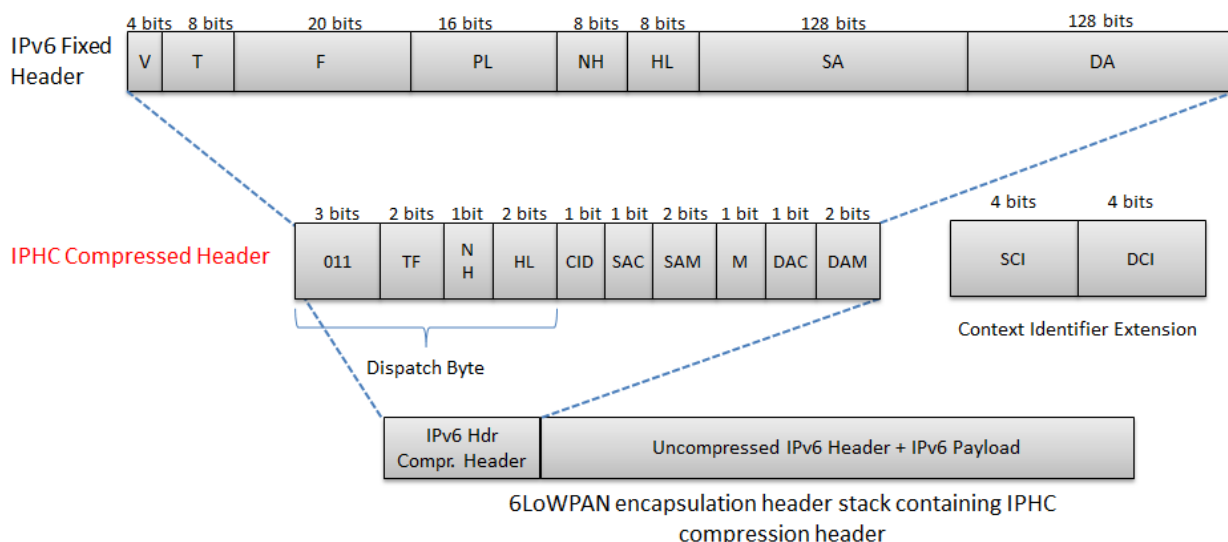 4 bits 8 bits 20 bits 16 bits 8 bits 8 bits 128 bits 128 bits
IPv6 Fixed
Header
V T F PL NH HL SA DA
3 bits 2 bits 1bit 2 bits 1 bit 1 bit 2 bits 1 bit 1 bit 2 bits
4 bits 4 bits
IPHC Compressed Header
011 TF N
H HL CID SAC SAM M DAC DAM
SCI DCI
Context Identifier Extension
Dispatch Byte
IPv6 Hdr
Compr. Header
Uncompressed IPv6 Header + IPv6 Payload
6LoWPAN encapsulation header stack containing IPHC
compression header